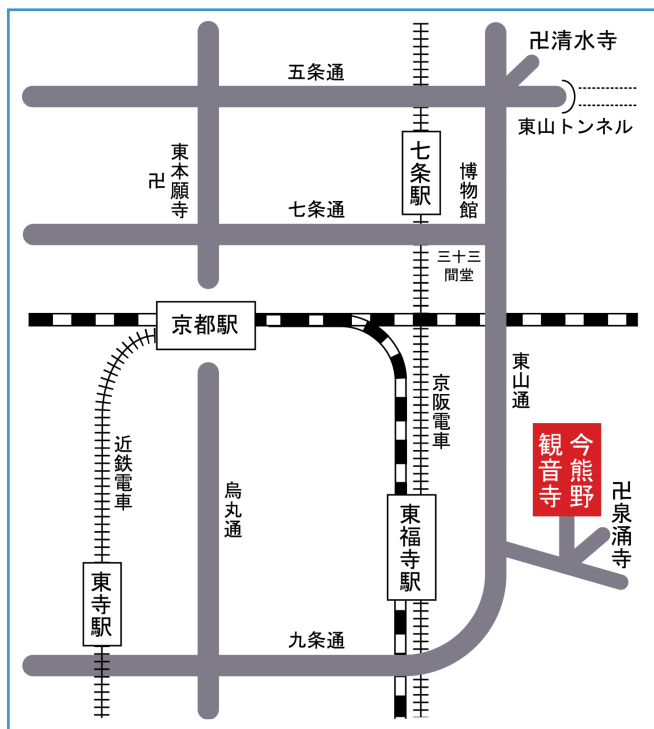 卍清水寺
五条通
東山トンネル
七条駅
東本願寺
卍
博物館
七条通
三十三
間堂
京都駅
東山通
京阪電車
今熊野
観音寺
近鉄電車
烏丸通
卍泉涌寺
東福寺駅
東寺駅
九条通